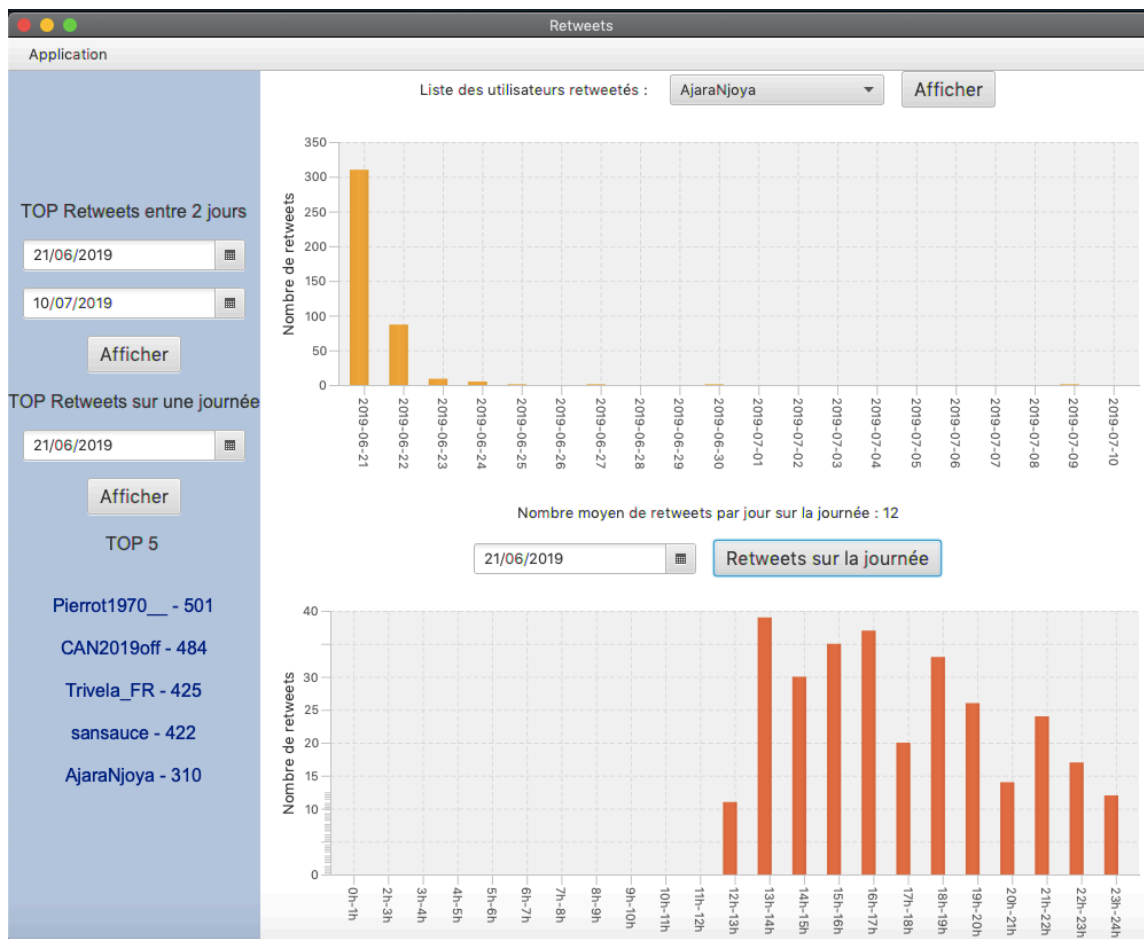 Retweets
Application
Liste des utilisateurs retweetés :
AjaraNjoya
Afficher
TOP Retweets entre 2 jours
21/06/2019
10/07/2019
Afficher
TOP Retweets sur une journée
21/06/2019
Afficher
TOP 5
Pierrot1970__ - 501
CAN2019off - 484
Trivela_FR - 425
sansauce - 422
AjaraNjoya - 310
Nombre de retweets
350
300
250
200
150
100
50
0
2019-06-21
2019-06-22
2019-06-23
2019-06-24
2019-06-25
2019-06-26
2019-06-27
2019-06-28
2019-06-29
2019-06-30
2019-07-01
2019-07-02
2019-07-03
2019-07-04
2019-07-05
2019-07-06
2019-07-07
2019-07-08
2019-07-09
2019-07-10
Nombre moyen de retweets par jour sur la journée : 12
21/06/2019
Retweets sur la journée
Nombre de retweets
40
30
25
20
15
10
0
0h-1h
2h-3h
3h-4h
4h-5h
5h-6h
6h-7h
7h-8h
8h-9h
9h-10h
10h-11h
11h-12h
12h-13h
13h-14h
14h-15h
15h-16h
16h-17h
17h-18h
18h-19h
19h-20h
20h-21h
21h-22h
22h-23h
23h-24h